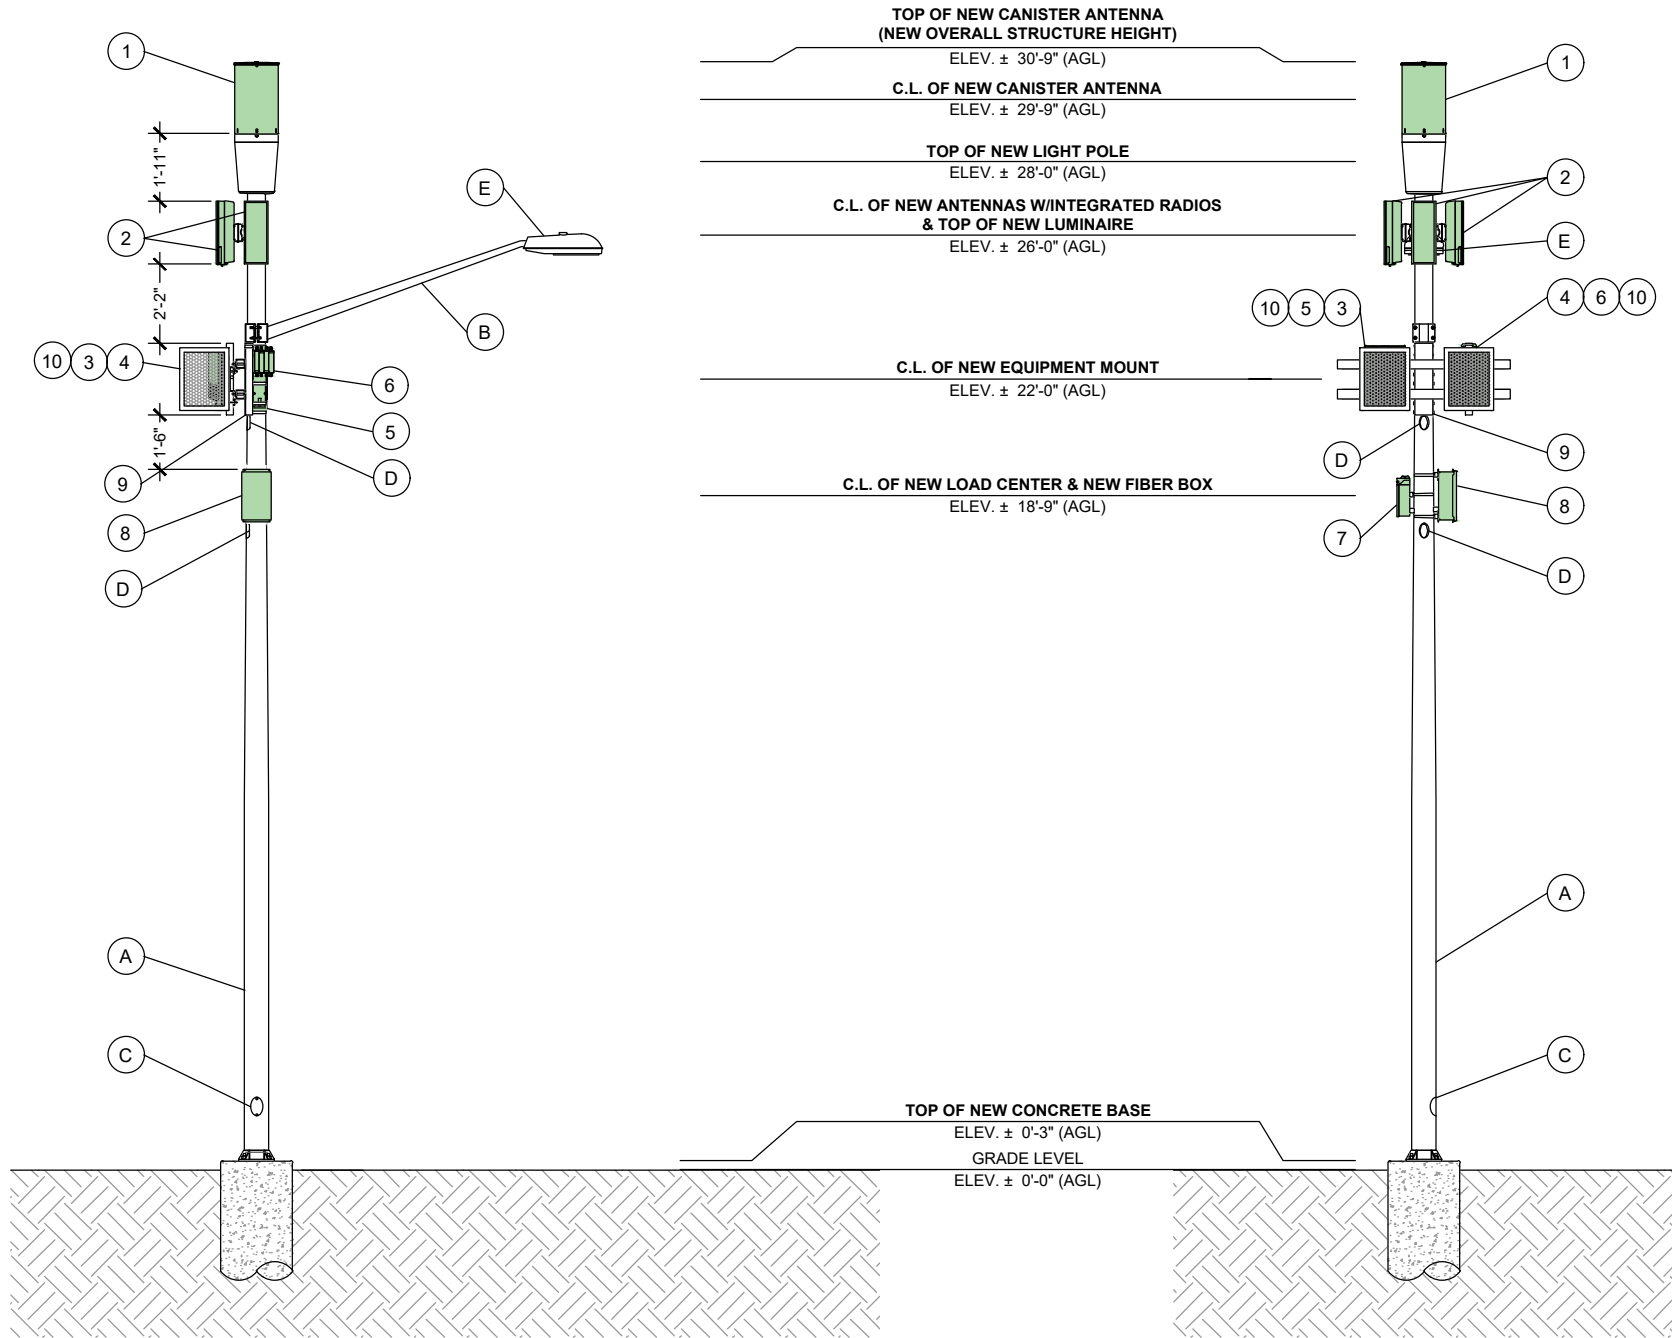 TOP OF NEW CANISTER ANTENNA
(NEW OVERALL STRUCTURE HEIGHT)
ELEV. ± 30'-9" (AGL)
C.L. OF NEW CANISTER ANTENNA
ELEV. ± 29'-9" (AGL)
TOP OF NEW LIGHT POLE
ELEV. ± 28'-0" (AGL)
C.L. OF NEW ANTENNAS W/INTEGRATED RADIOS
& TOP OF NEW LUMINAIRE
ELEV. ± 26'-0" (AGL)
C.L. OF NEW EQUIPMENT MOUNT
ELEV. ± 22'-0" (AGL)
C.L. OF NEW LOAD CENTER & NEW FIBER BOX
ELEV. ± 18'-9" (AGL)
TOP OF NEW CONCRETE BASE
ELEV. ± 0'-3" (AGL)
GRADE LEVEL
ELEV. ± 0'-0" (AGL)
1
1'-11"
E
2
2'-2"
B
10 3 4
6
1'-6"
5
9
D
8
D
A
C
1
2
E
10 5 3
4 6 10
D
9
8
7
D
A
C